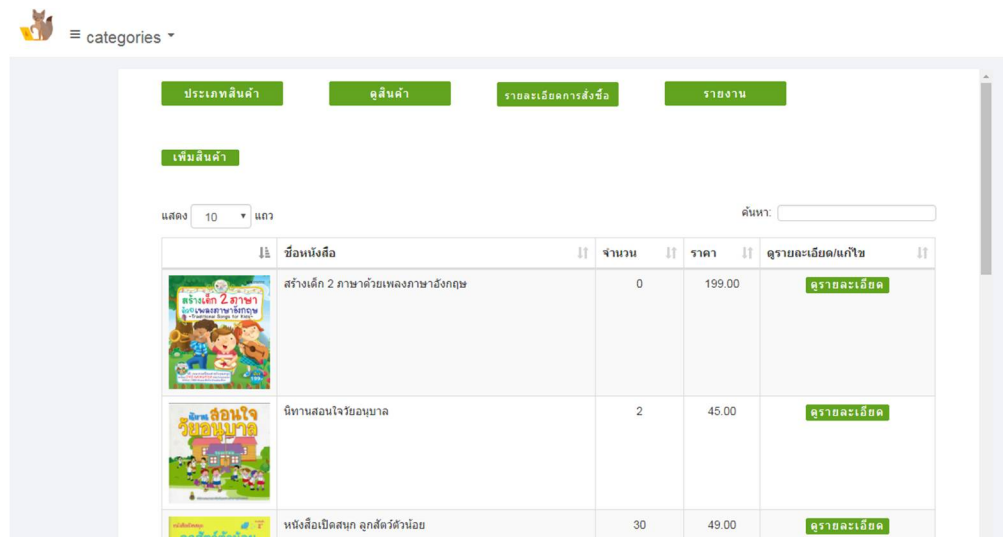 ≡ categories
ประเภทสินค้า ดูสินค้า รายละเอียดการสั่งซื้อ รายงาน
เพิ่มสินค้า
แสดง 10 แถว ค้นหา:
ชื่อหนังสือ จำนวน ราคา ดูรายละเอียด/แก้ไข
สร้างเด็ก 2 ภาษาด้วยเพลงภาษาอังกฤษ 0 199.00 ดูรายละเอียด
สร้างเด็ก 2 ภาษา
ด้วยเพลงภาษาอังกฤษ
นิทานสอนใจวัยอนุบาล 2 45.00 ดูรายละเอียด
นิทาน สอนใจ
วัยอนุบาล
หนังสือเปิดสนุก ลูกสัตว์ตัวน้อย 30 49.00 ดูรายละเอียด